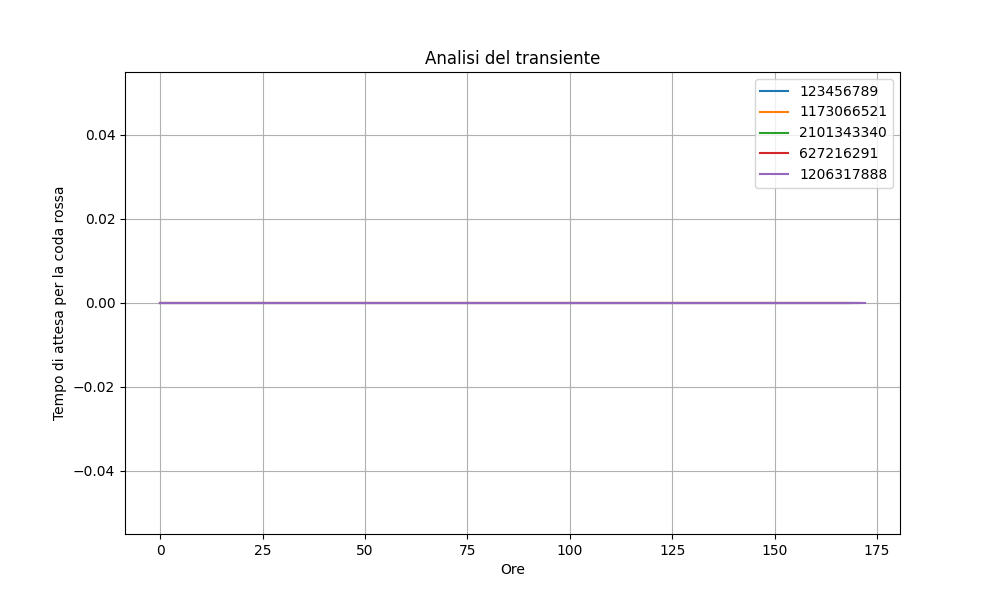 Analisi del transiente
123456789
1173066521
2101343340
627216291
1206317888
Tempo di attesa per la coda rossa
0.04
0.02
0.00
−0.02
−0.04
0 25 50 75 100 125 150 175
Ore